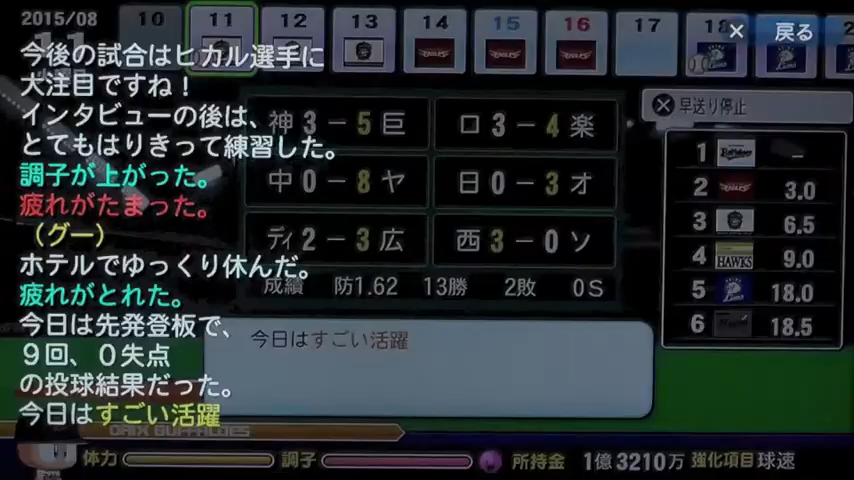 2015/08
10 11 12 13 14 15 16 17 18
× 戻る
今後の試合はヒカル選手に
大注目ですね！
インタビューの後は、
とてもはりきって練習した。
調子が上がった。
疲れがたまった。
（グー）
ホテルでゆっくり休んだ。
疲れがとれた。
今日は先発登板で、
９回、０失点
の投球結果だった。
今日はすごい活躍
神 3 － 5 巨
ロ 3 － 4 楽
中 0 － 8 ヤ
日 0 － 3 オ
ディ 2 － 3 広
西 3 － 0 ソ
成績 防1.62 13勝 2敗 0S
早送り停止
1 －
2 EAGLES 3.0
3 6.5
4 HAWKS 9.0
5 Lions 18.0
6 18.5
今日はすごい活躍
ORIX BUFFALOES
体力 調子 所持金 1億3210万 強化項目 球速